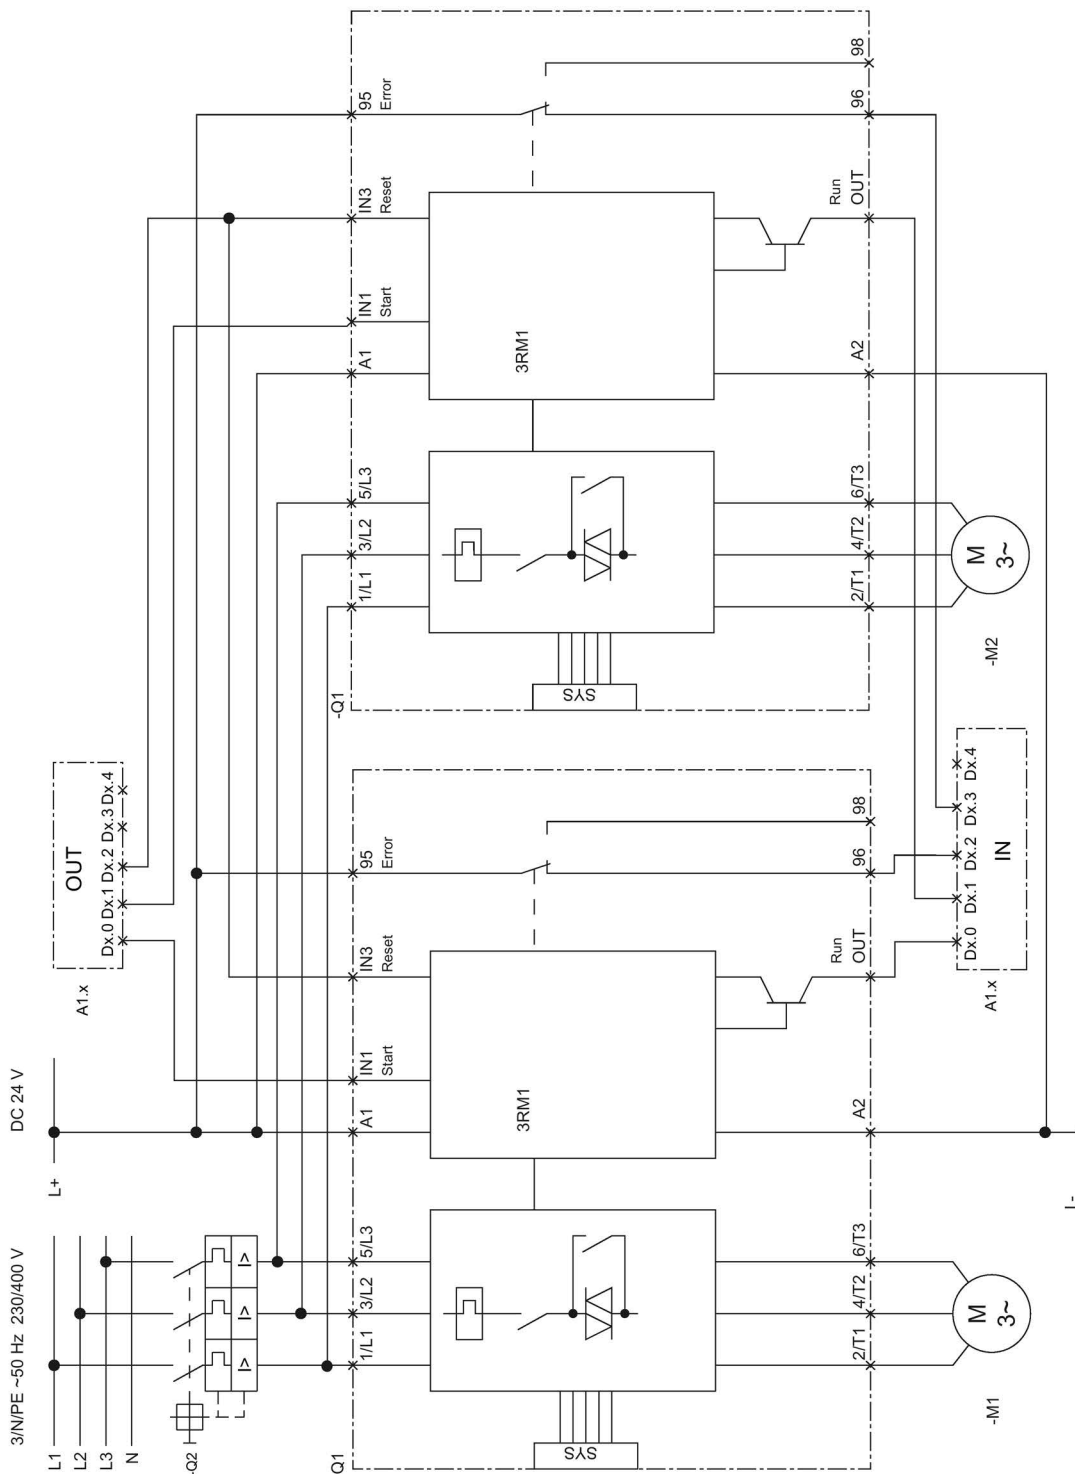 3/N/PE ~50 Hz 230/400 V
DC 24 V
L1
L2
L3
N
L+
-Q2
I>
I>
I>
A1.x
OUT
Dx.0 Dx.1 Dx.2 Dx.3 Dx.4
Q1
1/L1
3/L2
5/L3
A1
IN1
Start
IN3
Reset
95
Error
SYS
3RM1
2/T1
4/T2
6/T3
A2
Run
OUT
96
98
M
3~
-M1
-Q1
1/L1
3/L2
5/L3
A1
IN1
Start
IN3
Reset
95
Error
SYS
3RM1
2/T1
4/T2
6/T3
A2
Run
OUT
96
98
M
3~
-M2
A1.x
Dx.0 Dx.1 Dx.2 Dx.3 Dx.4
IN
L-